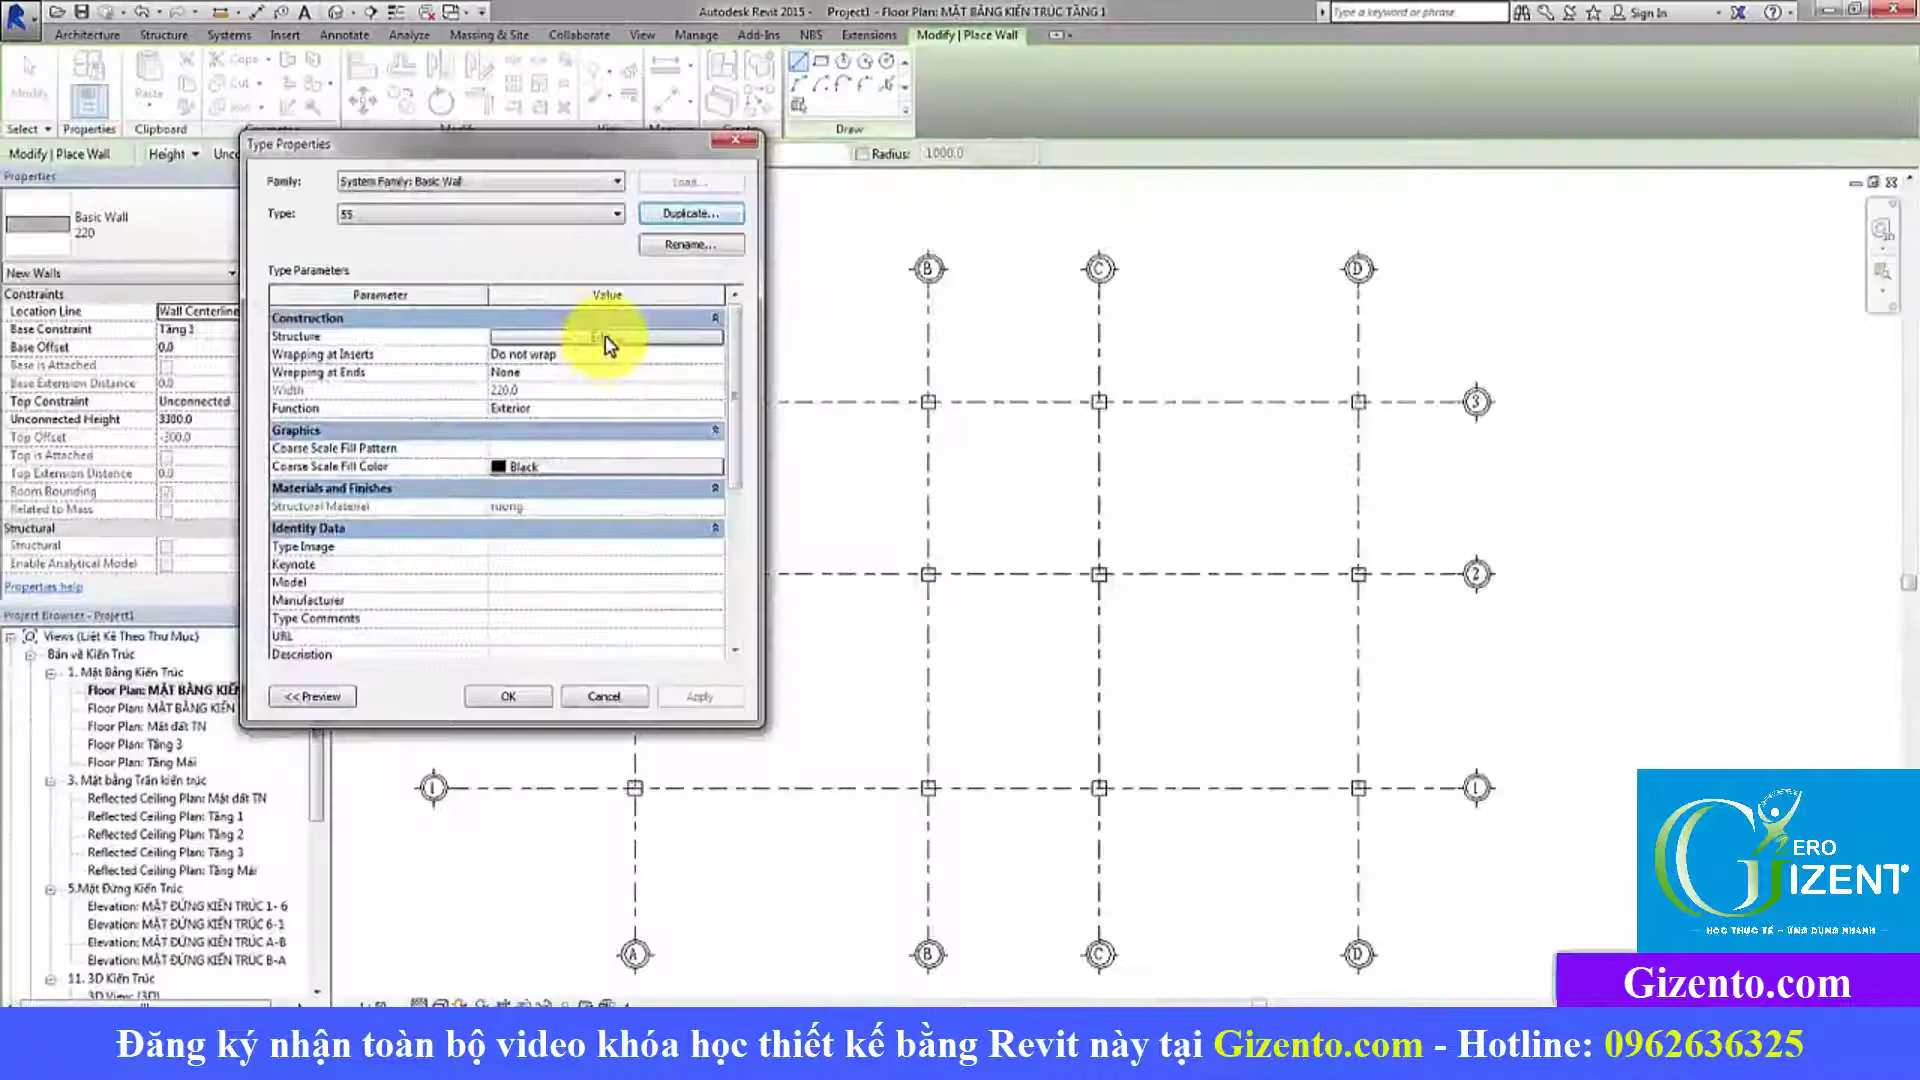 Autodesk Revit 2015 - Project1 - Floor Plan: MẶT BẰNG KIẾN TRÚC TẦNG 1
Type a keyword or phrase
Sign In
Architecture Structure Systems Insert Annotate Analyze Massing & Site Collaborate View Manage Add-Ins NBS Extensions Modify | Place Wall
Modify
Paste
Cope
Cut
Join
Select Properties Clipboard Draw
Modify | Place Wall Height Radius: 1000.0
Properties
Basic Wall
220
New Walls
Constraints
Location Line Wall Centerline
Base Constraint Tầng 1
Base Offset 0.0
Base is Attached
Base Extension Distance 0.0
Top Constraint Unconnected
Unconnected Height 3300.0
Top Offset -300.0
Top is Attached
Top Extension Distance 0.0
Room Bounding
Related to Mass
Structural
Structural
Enable Analytical Model
Properties help
Project Browser - Project1
Views (Liệt Kê Theo Thư Mục)
Bản vẽ Kiến Trúc
1. Mặt Bằng Kiến Trúc
Floor Plan: MẶT BẰNG KIẾN
Floor Plan: MẶT BẰNG KIẾN
Floor Plan: Mặt đất TN
Floor Plan: Tầng 3
Floor Plan: Tầng Mái
3. Mặt bằng Trần kiến trúc
Reflected Ceiling Plan: Mặt đất TN
Reflected Ceiling Plan: Tầng 1
Reflected Ceiling Plan: Tầng 2
Reflected Ceiling Plan: Tầng 3
Reflected Ceiling Plan: Tầng Mái
5.Mặt Đứng Kiến Trúc
Elevation: MẶT ĐỨNG KIẾN TRÚC 1- 6
Elevation: MẶT ĐỨNG KIẾN TRÚC 6-1
Elevation: MẶT ĐỨNG KIẾN TRÚC A-B
Elevation: MẶT ĐỨNG KIẾN TRÚC B-A
11. 3D Kiến Trúc
3D View: {3D}
Type Properties
Family: System Family: Basic Wall Load...
Type: 55 Duplicate...
Rename...
Type Parameters
Parameter Value
Construction
Structure
Wrapping at Inserts Do not wrap
Wrapping at Ends None
Width 220.0
Function Exterior
Graphics
Coarse Scale Fill Pattern
Coarse Scale Fill Color Black
Materials and Finishes
Structural Material
Identity Data
Type Image
Keynote
Model
Manufacturer
Type Comments
URL
Description
<< Preview OK Cancel Apply
B C D
3
2
1 1
A B C D
ERO
GIZENT
HỌC THỰC TẾ - ỨNG DỤNG NHANH
Gizento.com
Đăng ký nhận toàn bộ video khóa học thiết kế bằng Revit này tại Gizento.com - Hotline: 0962636325